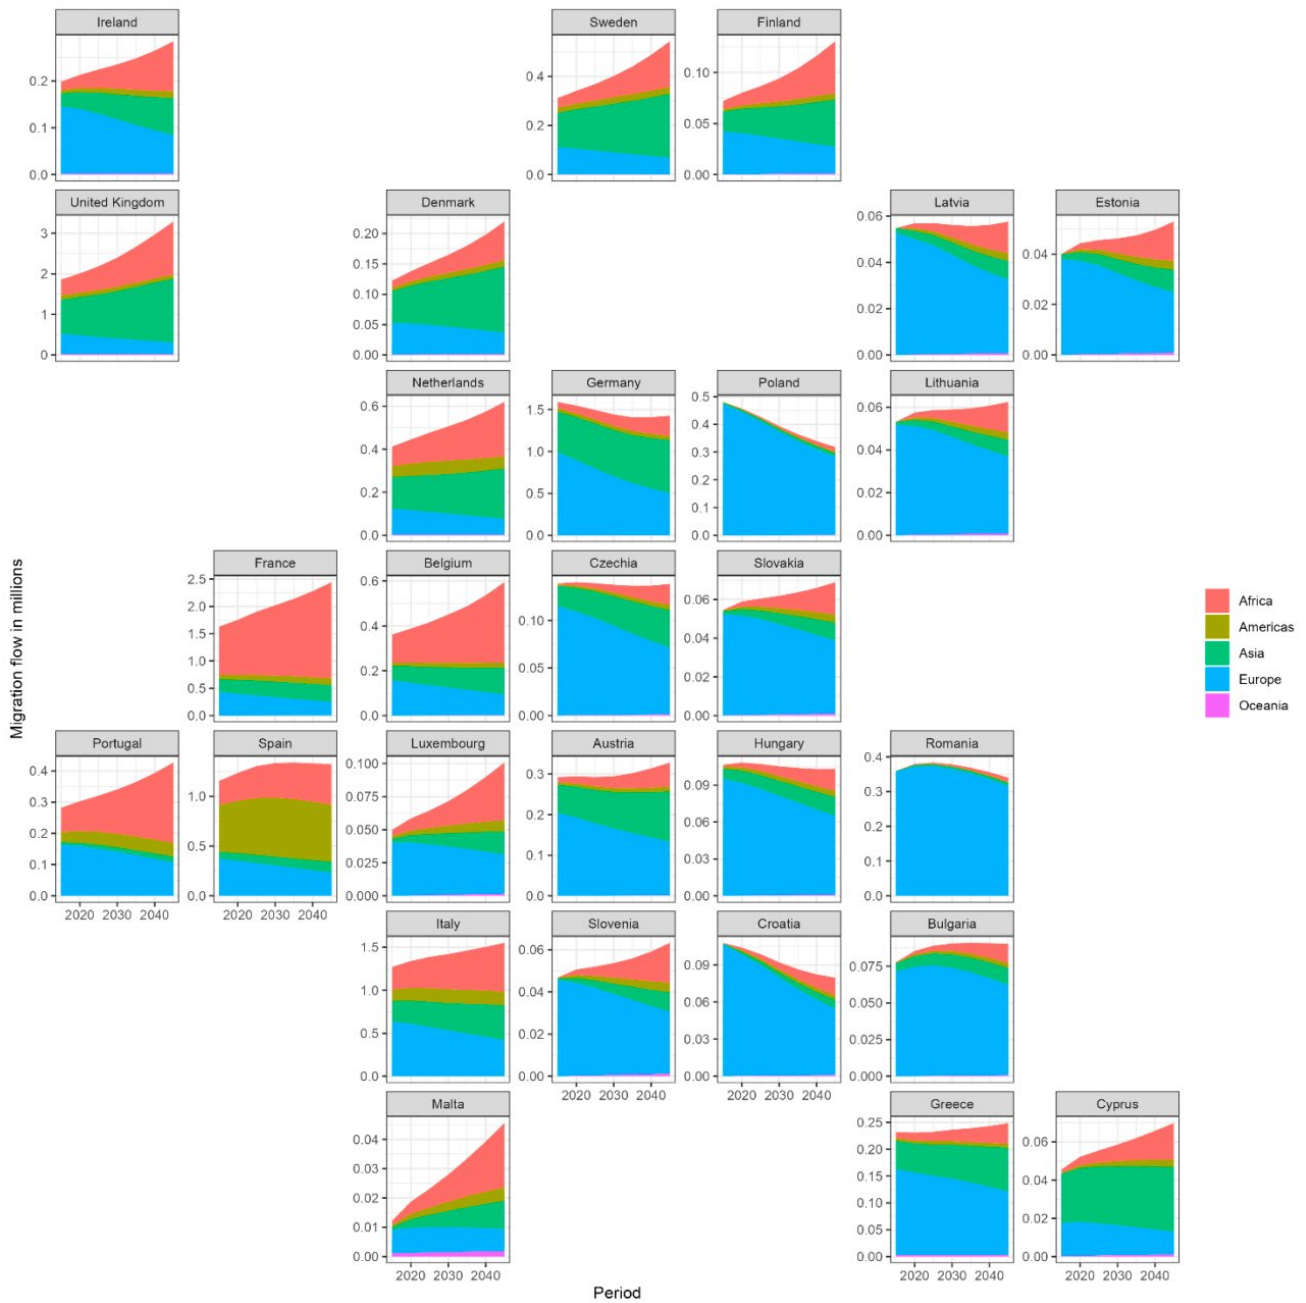 Ireland
Sweden
Finland
0.2
0.1
0.0
0.4
0.2
0.0
0.10
0.05
0.00
United Kingdom
Denmark
Latvia
Estonia
3
2
1
0
0.20
0.15
0.10
0.05
0.00
0.06
0.04
0.02
0.00
0.04
0.02
0.00
Netherlands
Germany
Poland
Lithuania
0.6
0.4
0.2
0.0
1.5
1.0
0.5
0.0
0.5
0.4
0.3
0.2
0.1
0.0
0.06
0.04
0.02
0.00
France
Belgium
Czechia
Slovakia
2.5
2.0
1.5
1.0
0.5
0.0
0.6
0.4
0.2
0.0
0.10
0.05
0.00
0.06
0.04
0.02
0.00
Migration flow in millions
Africa
Americas
Asia
Europe
Oceania
Portugal
Spain
Luxembourg
Austria
Hungary
Romania
0.4
0.3
0.2
0.1
0.0
1.0
0.5
0.0
0.100
0.075
0.050
0.025
0.000
0.3
0.2
0.1
0.0
0.09
0.06
0.03
0.00
0.4
0.3
0.2
0.1
0.0
2020 2030 2040
2020 2030 2040
Italy
Slovenia
Croatia
Bulgaria
1.5
1.0
0.5
0.0
0.06
0.04
0.02
0.00
0.09
0.06
0.03
0.00
0.075
0.050
0.025
0.000
2020 2030 2040
2020 2030 2040
Malta
Greece
Cyprus
0.04
0.03
0.02
0.01
0.00
0.25
0.20
0.15
0.10
0.05
0.00
0.06
0.04
0.02
0.00
2020 2030 2040
2020 2030 2040
2020 2030 2040
Period